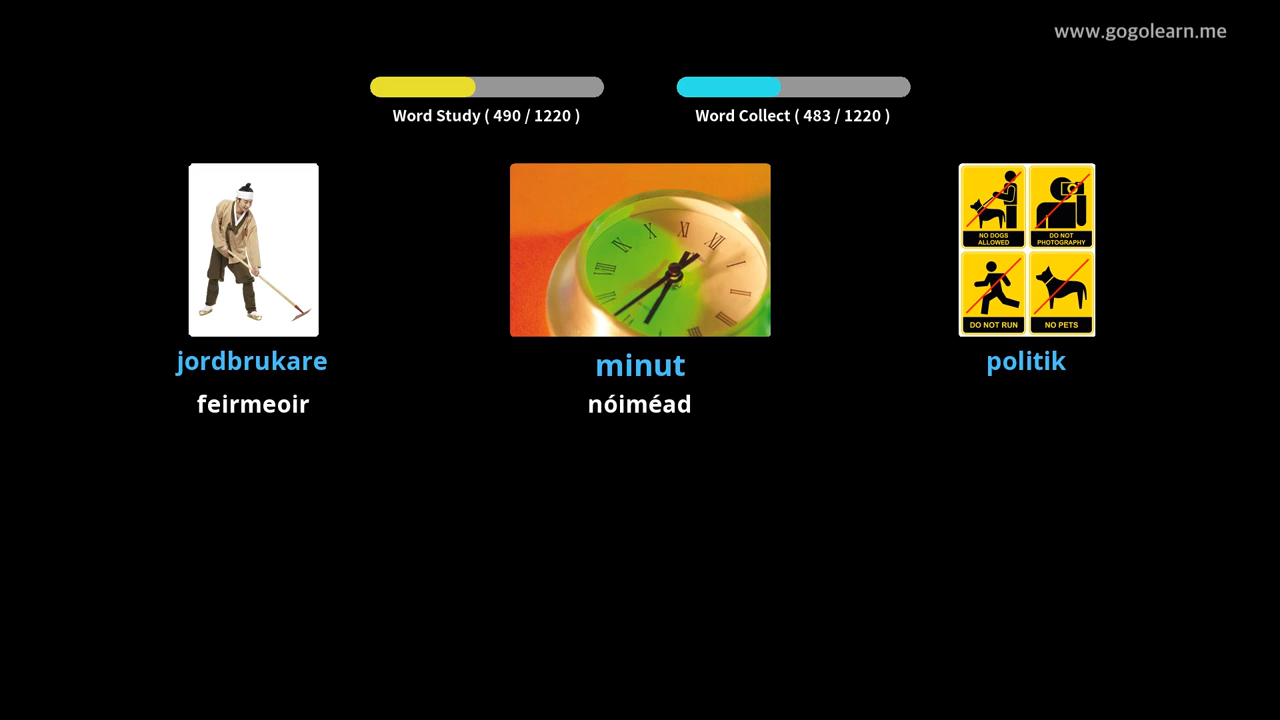 www.gogolearn.me
Word Study ( 490 / 1220 )
Word Collect ( 483 / 1220 )
NO DOGS
ALLOWED
DO NOT
PHOTOGRAPHY
DO NOT RUN
NO PETS
jordbrukare
minut
politik
feirmeoir
nóiméad